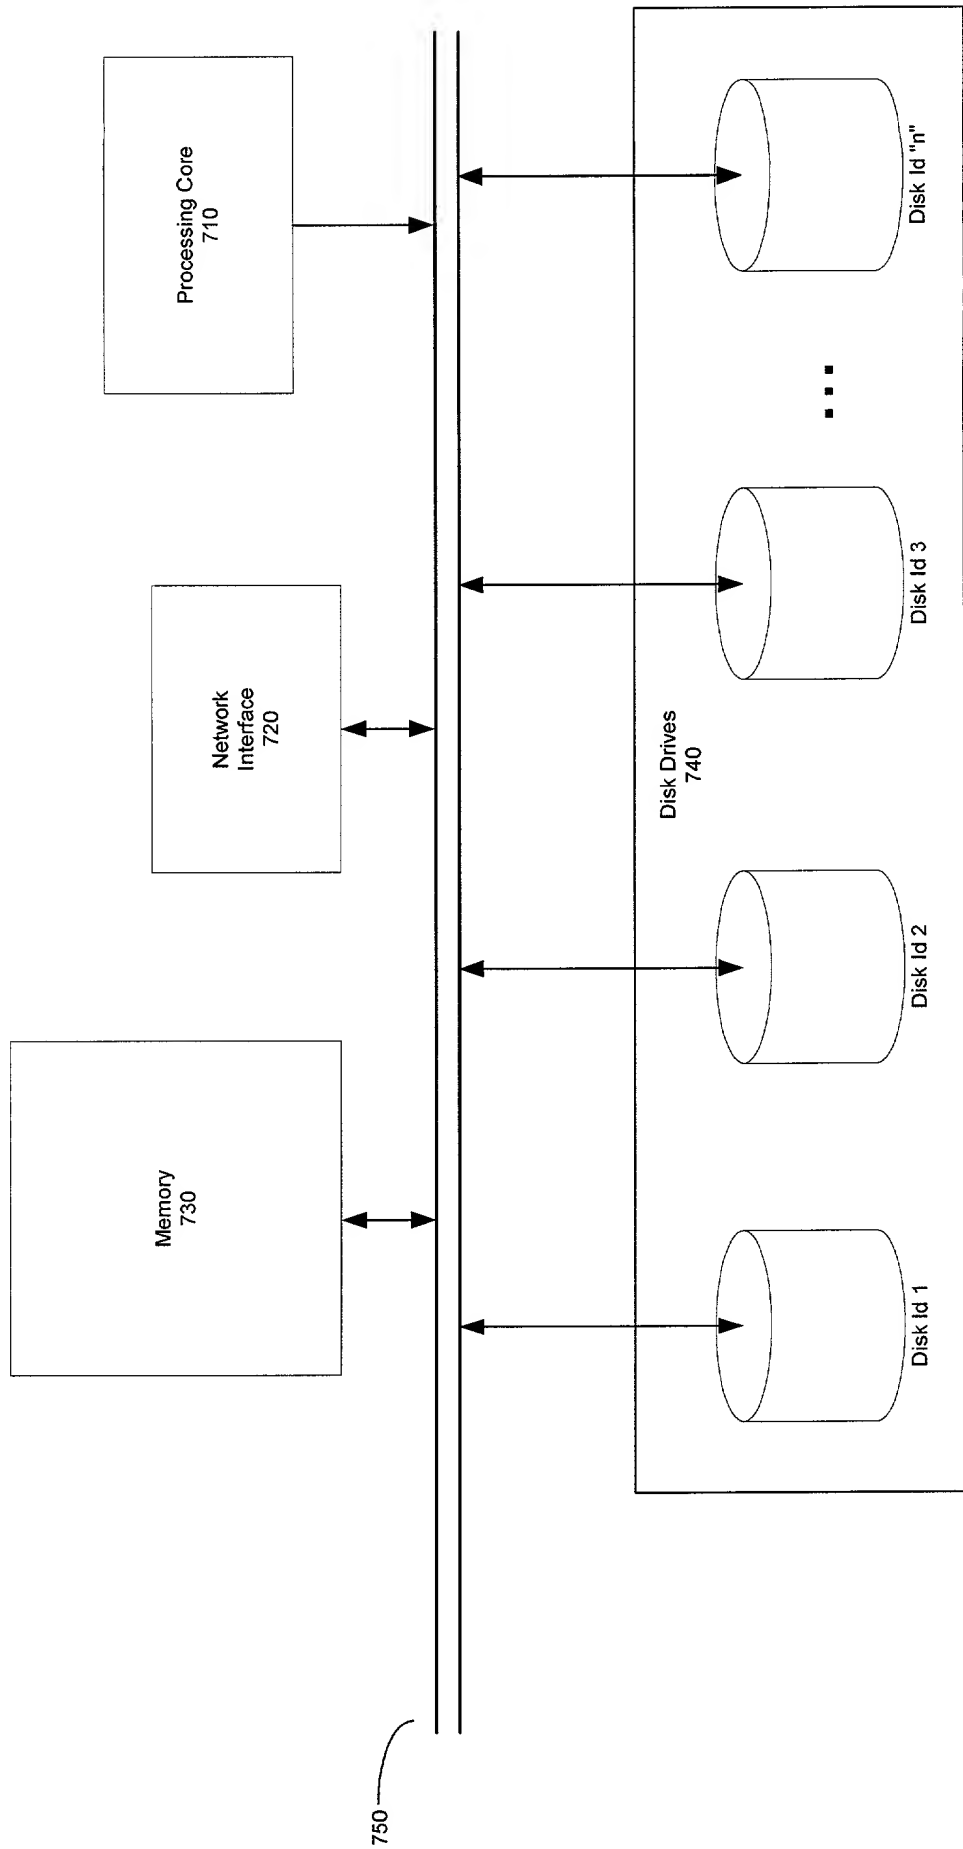 Memory
730
Network
Interface
720
Processing Core
710
750
Disk Drives
740
Disk Id 1
Disk Id 2
Disk Id 3
Disk Id "n"